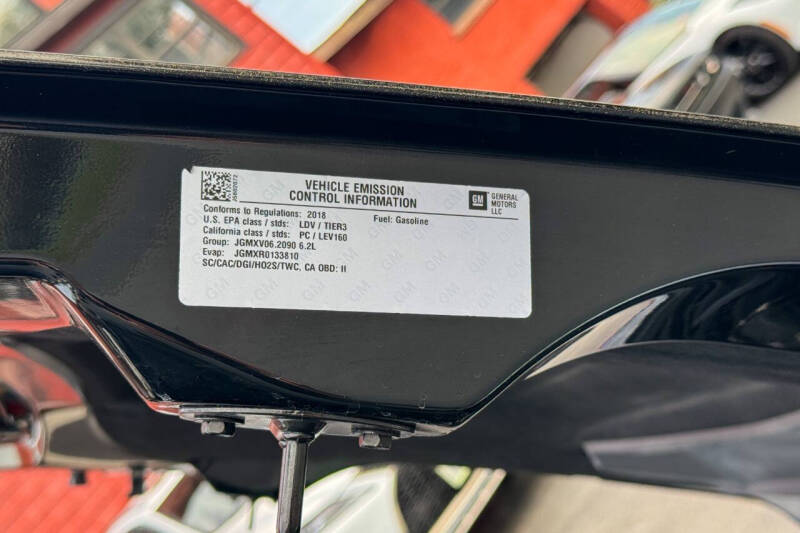 VEHICLE EMISSION
CONTROL INFORMATION
GM
GENERAL
MOTORS
LLC
Conforms to Regulations: 2018
Fuel: Gasoline
U.S. EPA class / stds: LDV / TIER3
California class / stds: PC / LEV160
Group: JGMXV06.2090 6.2L
Evap: JGMXR0133810
SC/CAC/DGI/HO2S/TWC, CA OBD: II